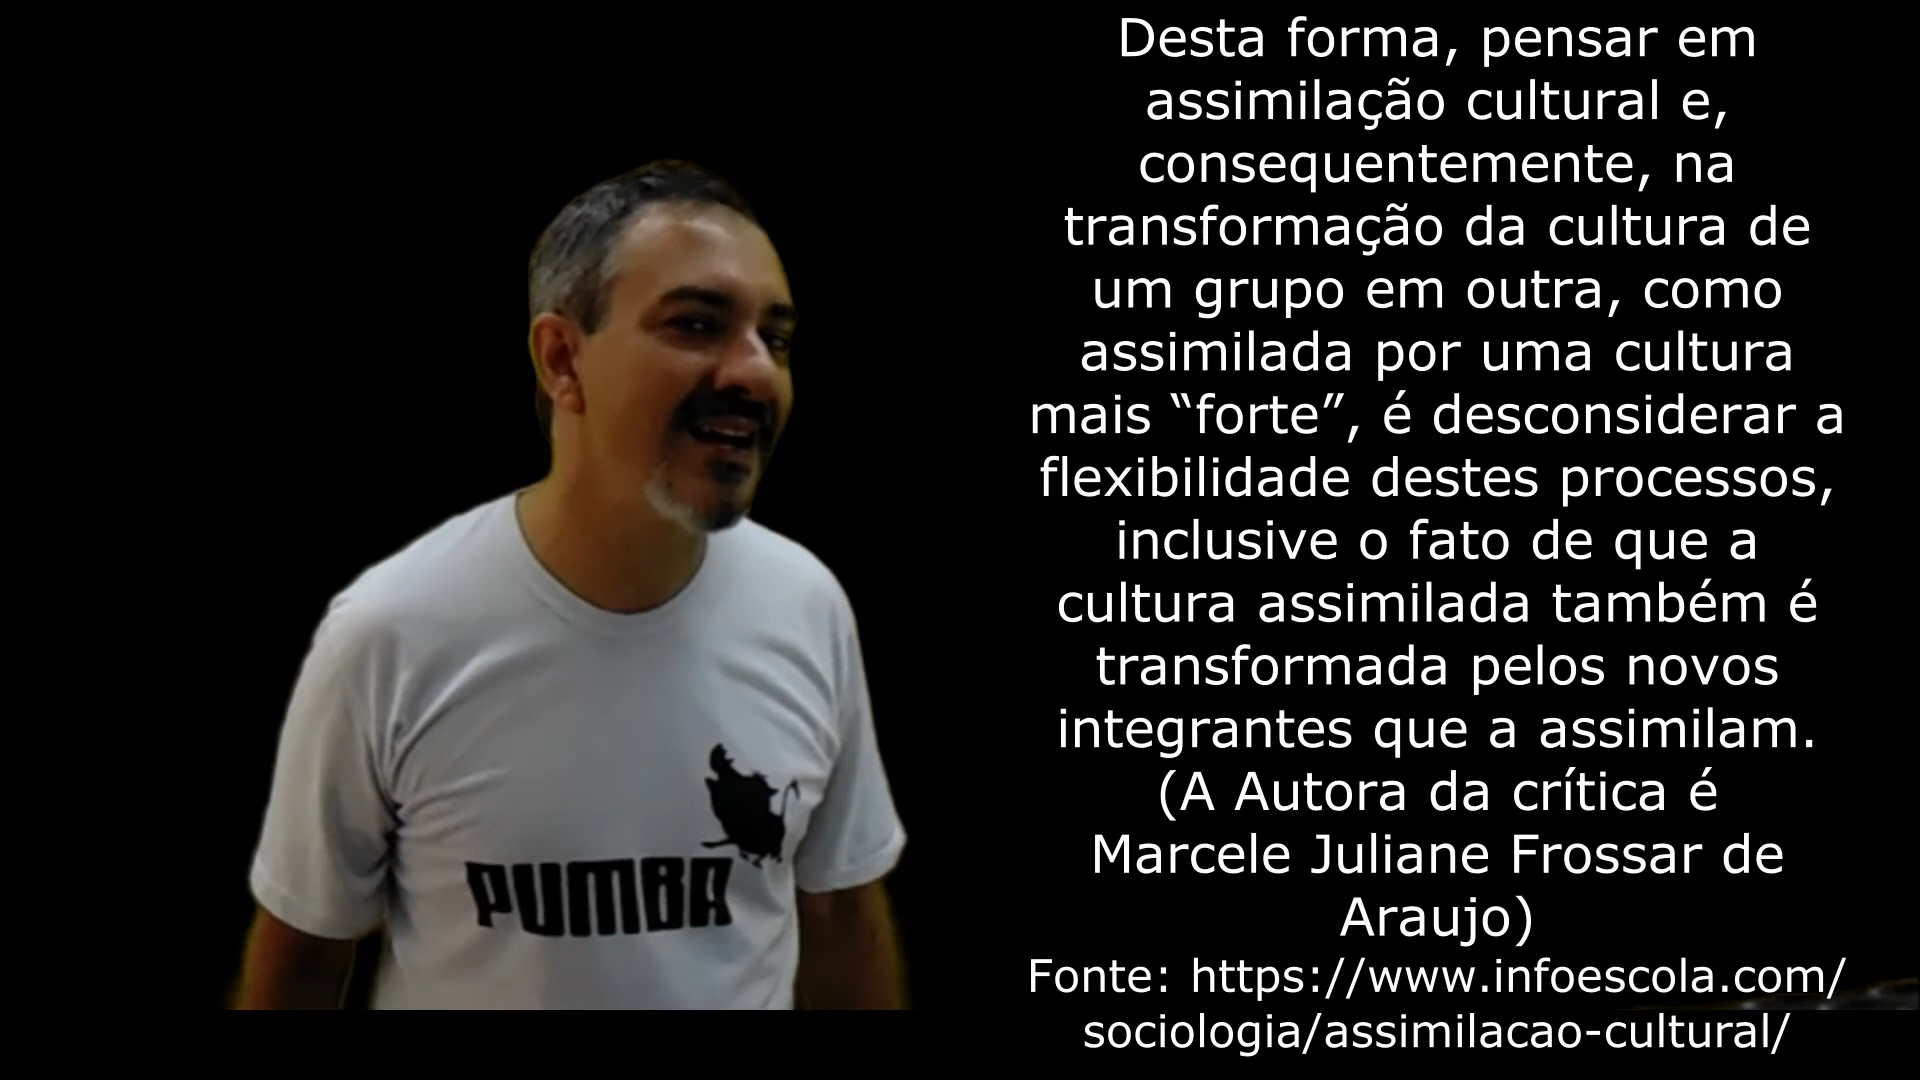 Desta forma, pensar em
assimilação cultural e,
consequentemente, na
transformação da cultura de
um grupo em outra, como
assimilada por uma cultura
mais “forte”, é desconsiderar a
flexibilidade destes processos,
inclusive o fato de que a
cultura assimilada também é
transformada pelos novos
integrantes que a assimilam.
(A Autora da crítica é
Marcele Juliane Frossar de
Araujo)
Fonte: https://www.infoescola.com/
sociologia/assimilacao-cultural/
PUMBA